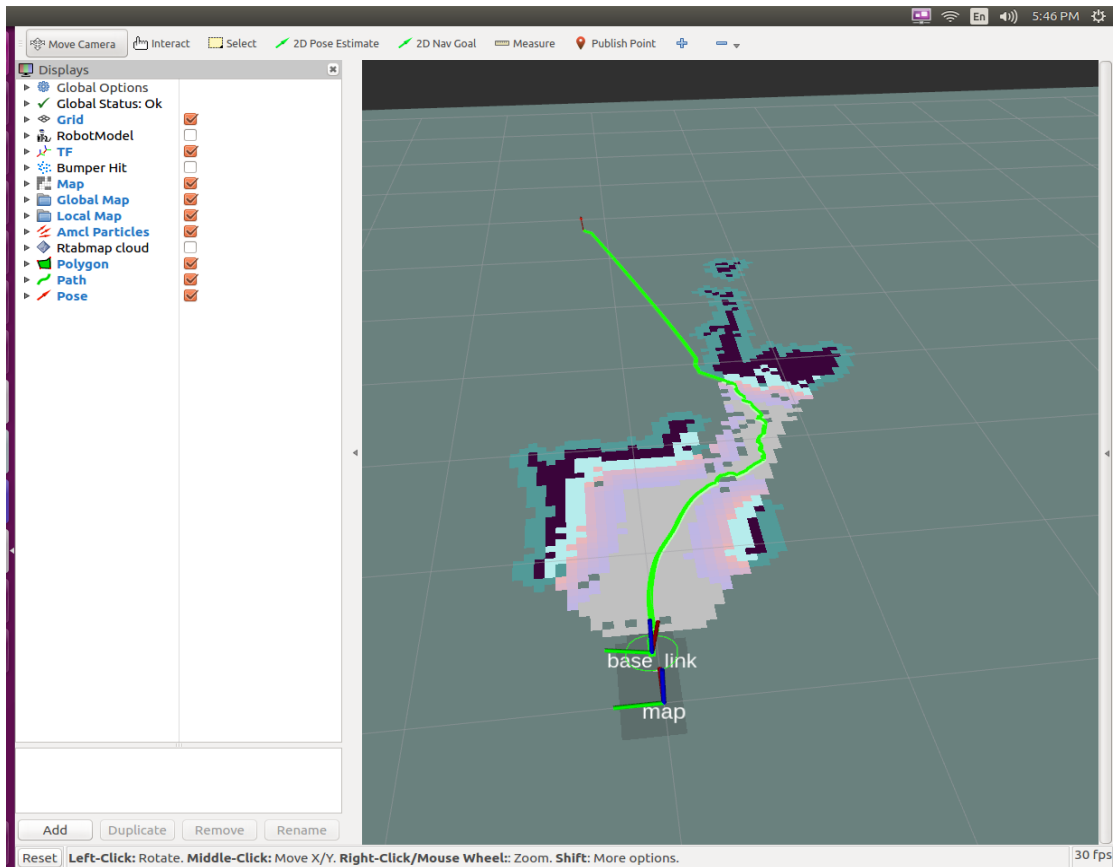 En 5:46 PM
Move Camera Interact Select 2D Pose Estimate 2D Nav Goal Measure Publish Point
Displays
Global Options
Global Status: Ok
Grid
RobotModel
TF
Bumper Hit
Map
Global Map
Local Map
Amcl Particles
Rtabmap cloud
Polygon
Path
Pose
base_link
map
Add Duplicate Remove Rename
Reset Left-Click: Rotate. Middle-Click: Move X/Y. Right-Click/Mouse Wheel:: Zoom. Shift: More options. 30 fps